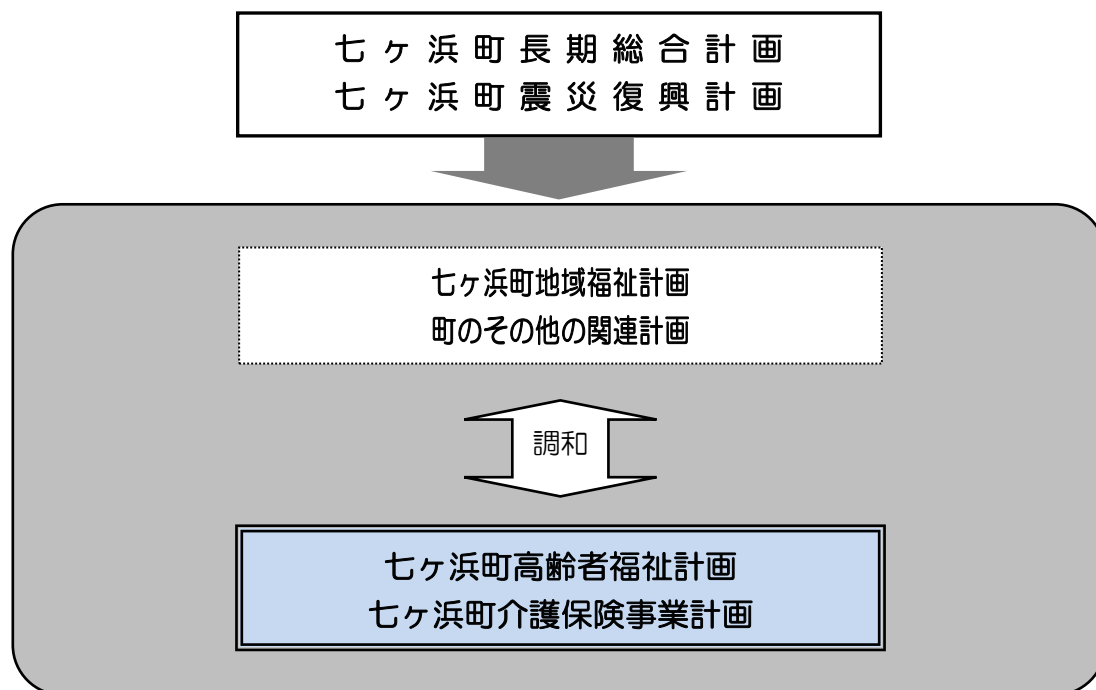 七ヶ浜町長期総合計画
七ヶ浜町震災復興計画
七ヶ浜町地域福祉計画
町のその他の関連計画
調和
七ヶ浜町高齢者福祉計画
七ヶ浜町介護保険事業計画